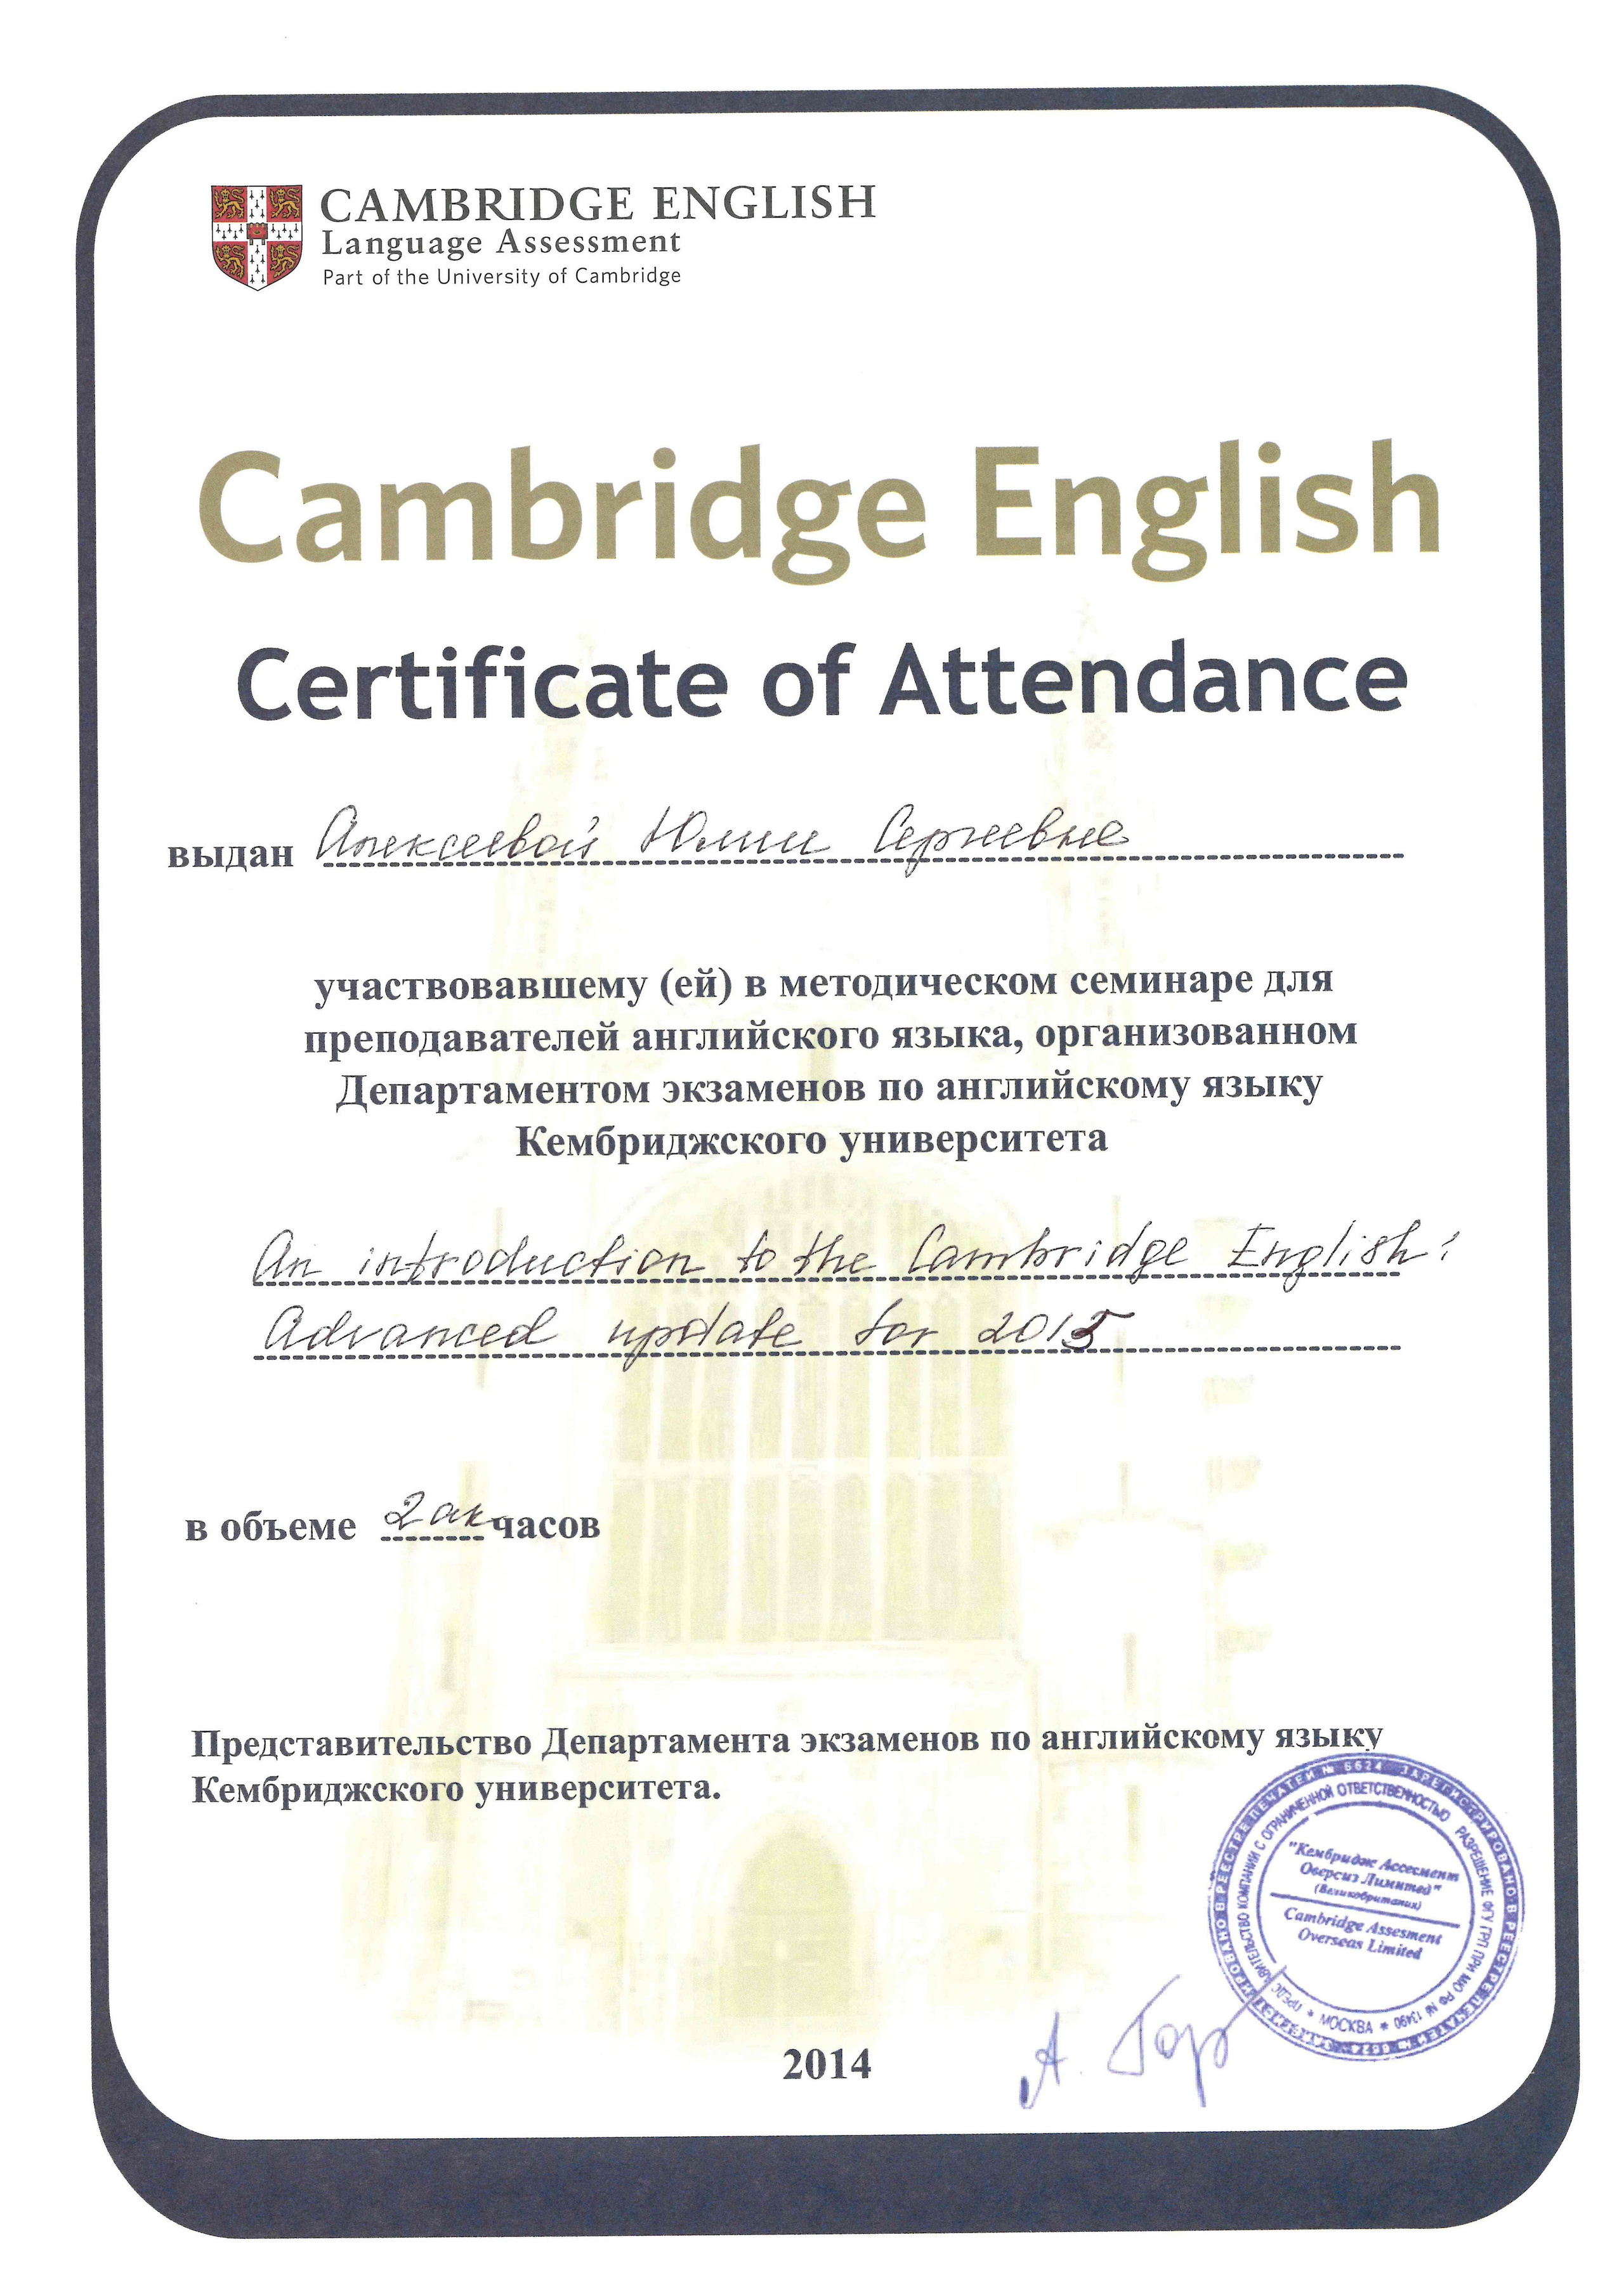 CAMBRIDGE ENGLISH
Language Assessment
Part of the University of Cambridge
Cambridge English
Certificate of Attendance
выдан Алексеевой Юлии Сергеевне
участвовавшему (ей) в методическом семинаре для
преподавателей английского языка, организованном
Департаментом экзаменов по английскому языку
Кембриджского университета
An introduction to the Cambridge English:
Advanced update for 2015
в объеме 2 ак часов
Представительство Департамента экзаменов по английскому языку
Кембриджского университета.
"Кембридж Ассесмент
Оверсиз Лимитед"
(Великобритания)
Cambridge Assesment
Overseas Limited
* МОСКВА *
2014